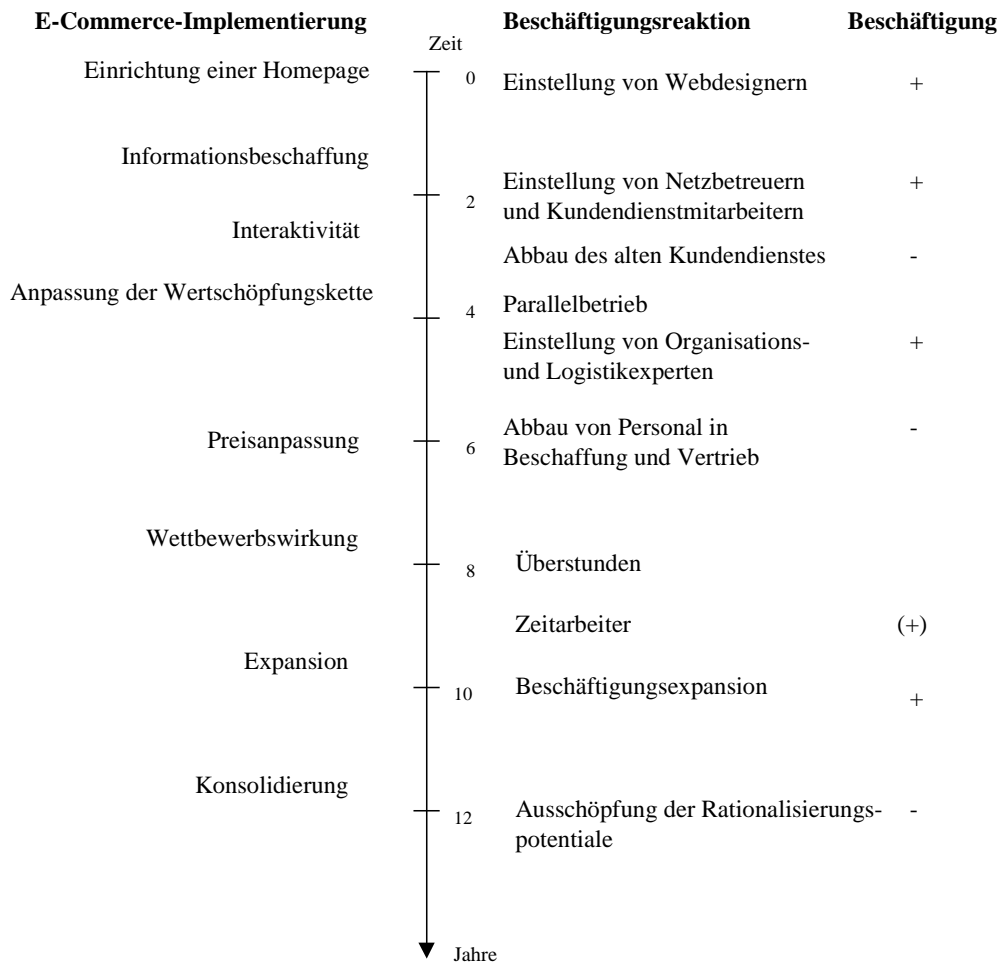 E-Commerce-Implementierung Beschäftigungsreaktion Beschäftigung
Zeit
Einrichtung einer Homepage 0 Einstellung von Webdesignern +
Informationsbeschaffung
Einstellung von Netzbetreuern +
2 und Kundendienstmitarbeitern
Interaktivität
Abbau des alten Kundendienstes -
Anpassung der Wertschöpfungskette Parallelbetrieb
4
Einstellung von Organisations- +
und Logistikexperten
Preisanpassung 6 Abbau von Personal in -
Beschaffung und Vertrieb
Wettbewerbswirkung
8 Überstunden
Zeitarbeiter (+)
Expansion
10 Beschäftigungsexpansion +
Konsolidierung
12 Ausschöpfung der Rationalisierungs- -
potentiale
Jahre